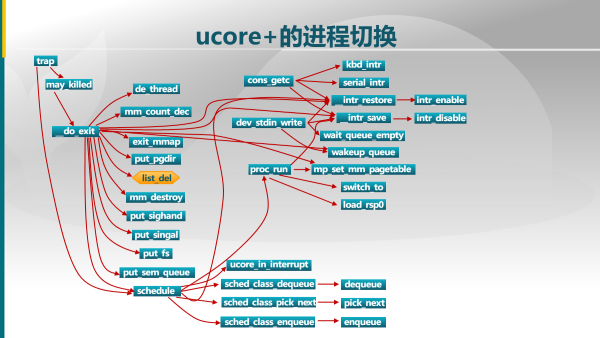 ucore+的进程切换
trap
may_killed
__do_exit
de_thread
mm_count_dec
exit_mmap
put_pgdir
list_del
mm_destroy
put_sighand
put_singal
put_fs
put_sem_queue
schedule
cons_getc
dev_stdin_write
proc_run
kbd_intr
serial_intr
__intr_restore
intr_enable
__intr_save
intr_disable
wait_queue_empty
wakeup_queue
mp_set_mm_pagetable
switch_to
load_rsp0
ucore_in_interrupt
sched_class_dequeue
dequeue
sched_class_pick_next
pick_next
sched_class_enqueue
enqueue